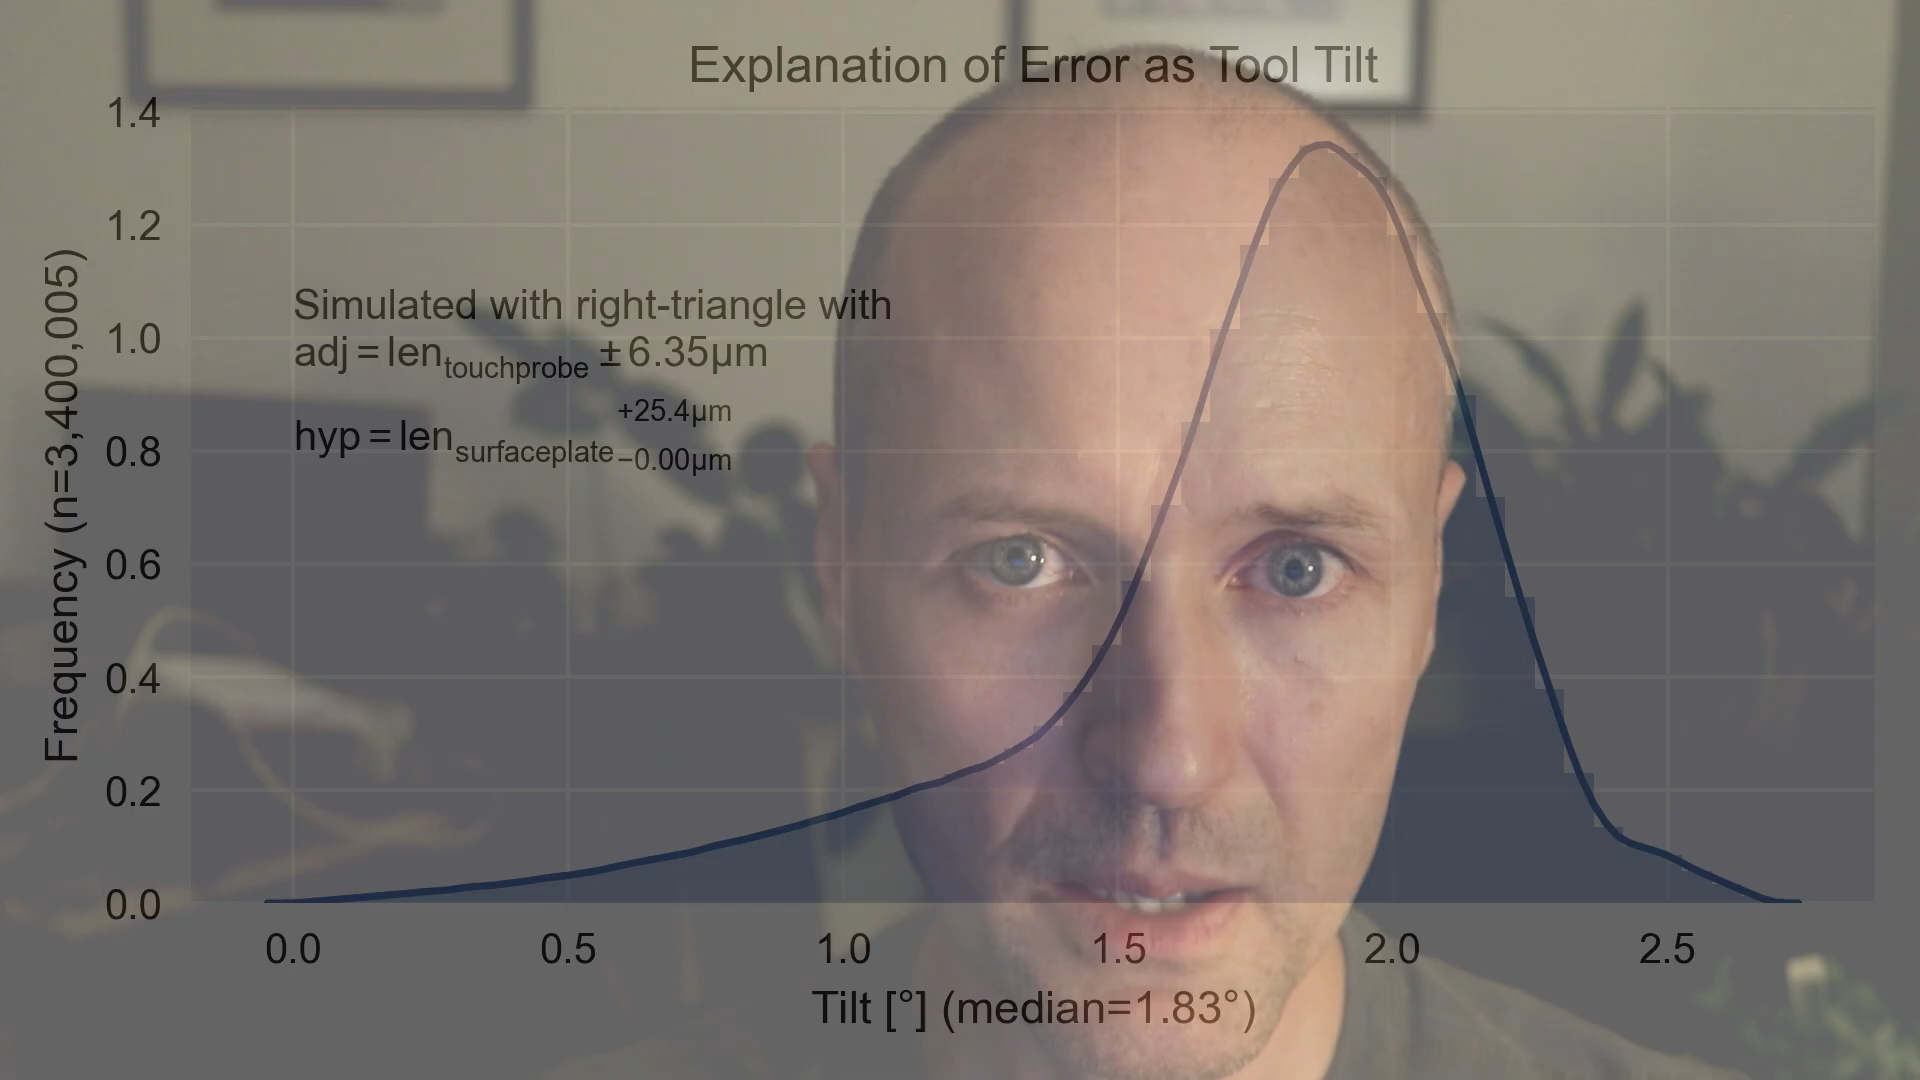 Explanation of Error as Tool Tilt
1.4
1.2
1.0
0.8
0.6
0.4
0.2
0.0
Frequency (n=3,400,005)
Simulated with right-triangle with
adj = len touchprobe ± 6.35µm
hyp = len surfaceplate +25.4µm −0.00µm
0.0 0.5 1.0 1.5 2.0 2.5
Tilt [°] (median=1.83°)